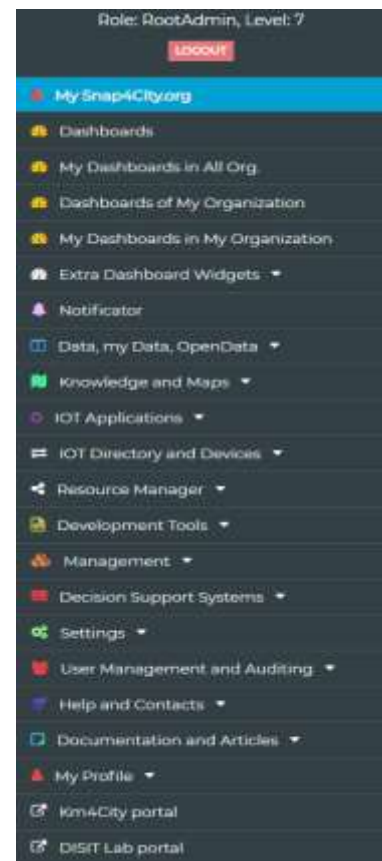 Role: RootAdmin, Level: 7
LOGOUT
My Snap4City.org
Dashboards
My Dashboards in All Org.
Dashboards of My Organization
My Dashboards in My Organization
Extra Dashboard Widgets
Notificator
Data, my Data, OpenData
Knowledge and Maps
IOT Applications
IOT Directory and Devices
Resource Manager
Development Tools
Management
Decision Support Systems
Settings
User Management and Auditing
Help and Contacts
Documentation and Articles
My Profile
Km4City portal
DISIT Lab portal